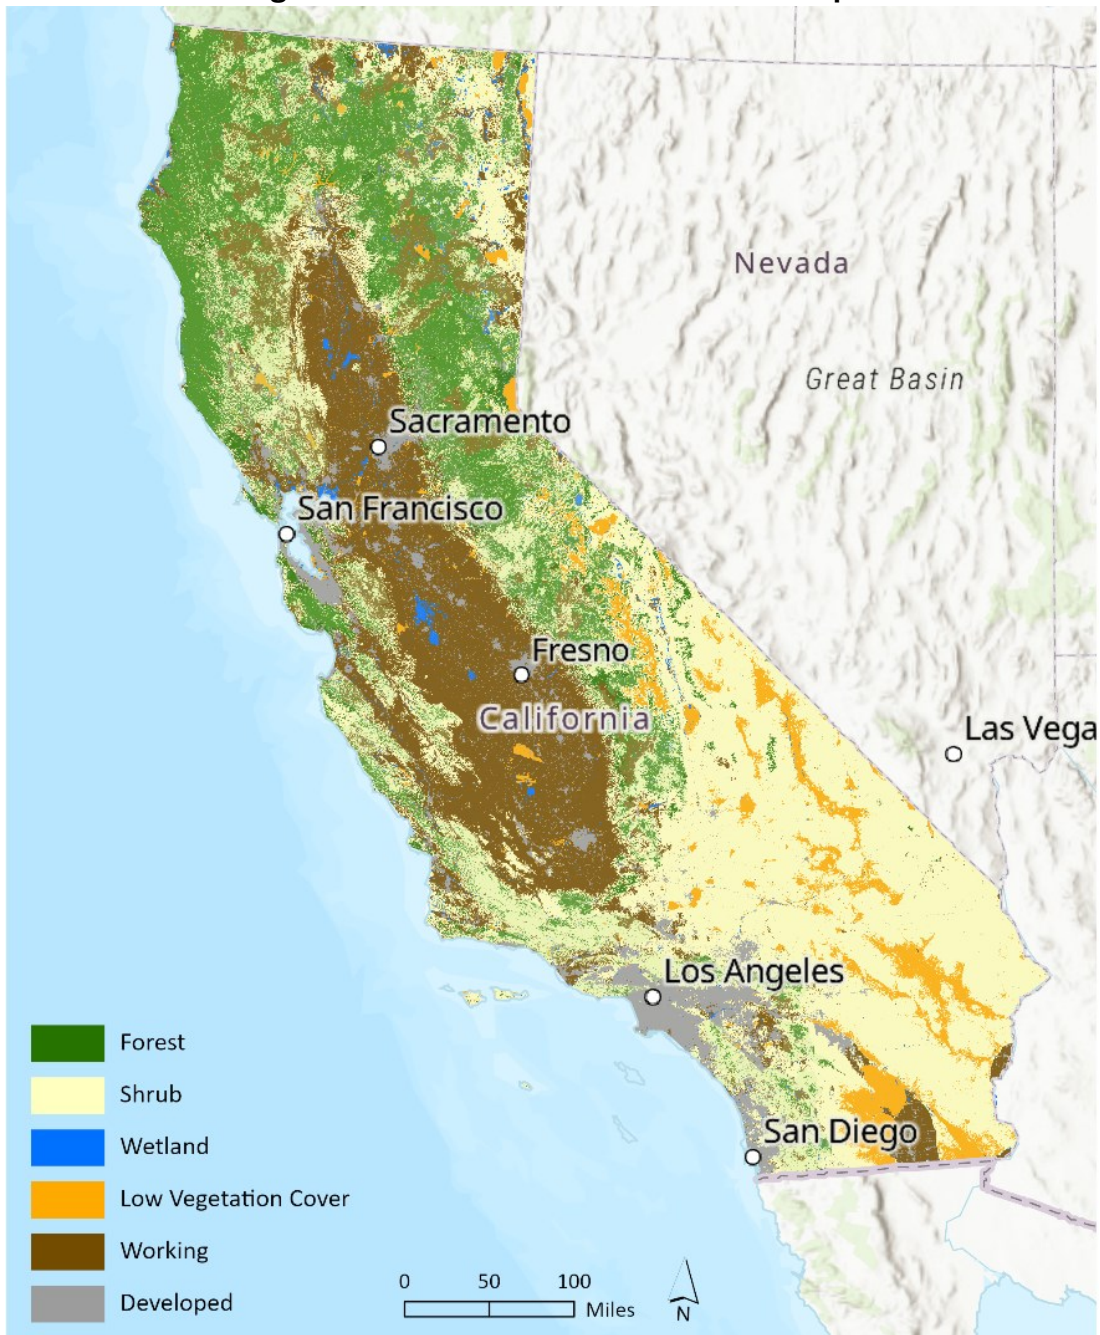 Nevada
Great Basin
Sacramento
San Francisco
Fresno
California
Las Vega
Los Angeles
San Diego
Forest
Shrub
Wetland
Low Vegetation Cover
Working
Developed
0 50 100
Miles
N